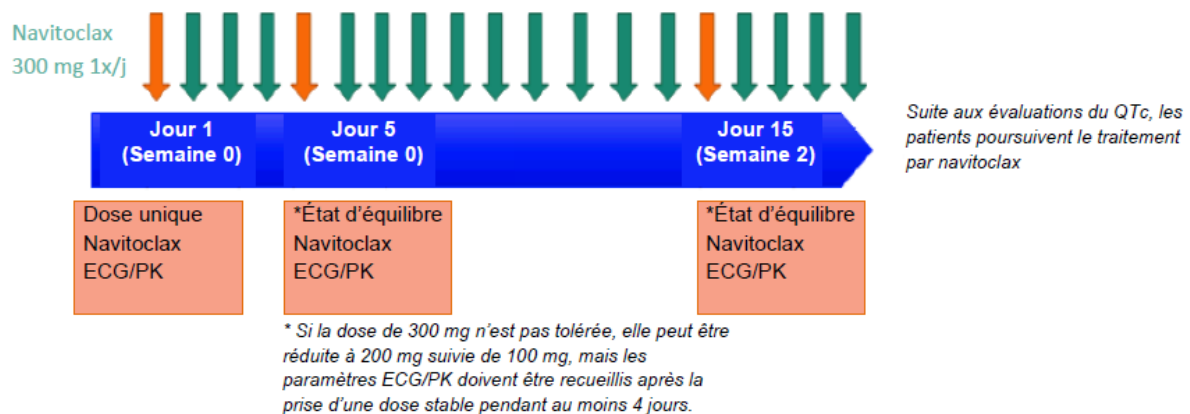 Navitoclax
300 mg 1x/j
Jour 1
(Semaine 0)
Jour 5
(Semaine 0)
Jour 15
(Semaine 2)
Suite aux évaluations du QTc, les
patients poursuivent le traitement
par navitoclax
Dose unique
Navitoclax
ECG/PK
*État d’équilibre
Navitoclax
ECG/PK
*État d’équilibre
Navitoclax
ECG/PK
* Si la dose de 300 mg n’est pas tolérée, elle peut être
réduite à 200 mg suivie de 100 mg, mais les
paramètres ECG/PK doivent être recueillis après la
prise d’une dose stable pendant au moins 4 jours.